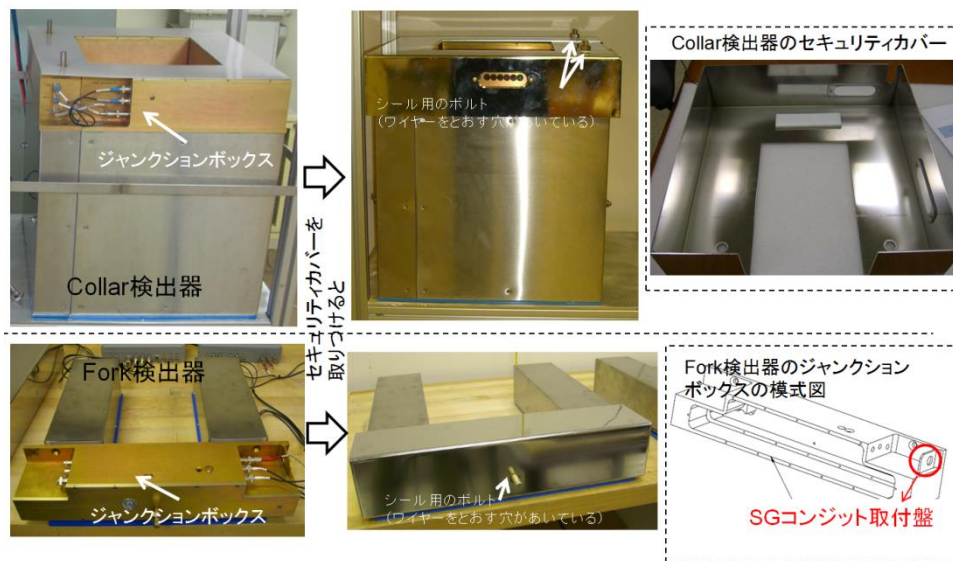 Collar検出器のセキュリティカバー
シール用のボルト
(ワイヤーをとおす穴があいている)
ジャンクションボックス
Collar検出器
セキュリティカバーを
取りつけると
Fork検出器
ジャンクションボックス
シール用のボルト
(ワイヤーをとおす穴があいている)
Fork検出器のジャンクション
ボックスの模式図
SGコンジット取付盤